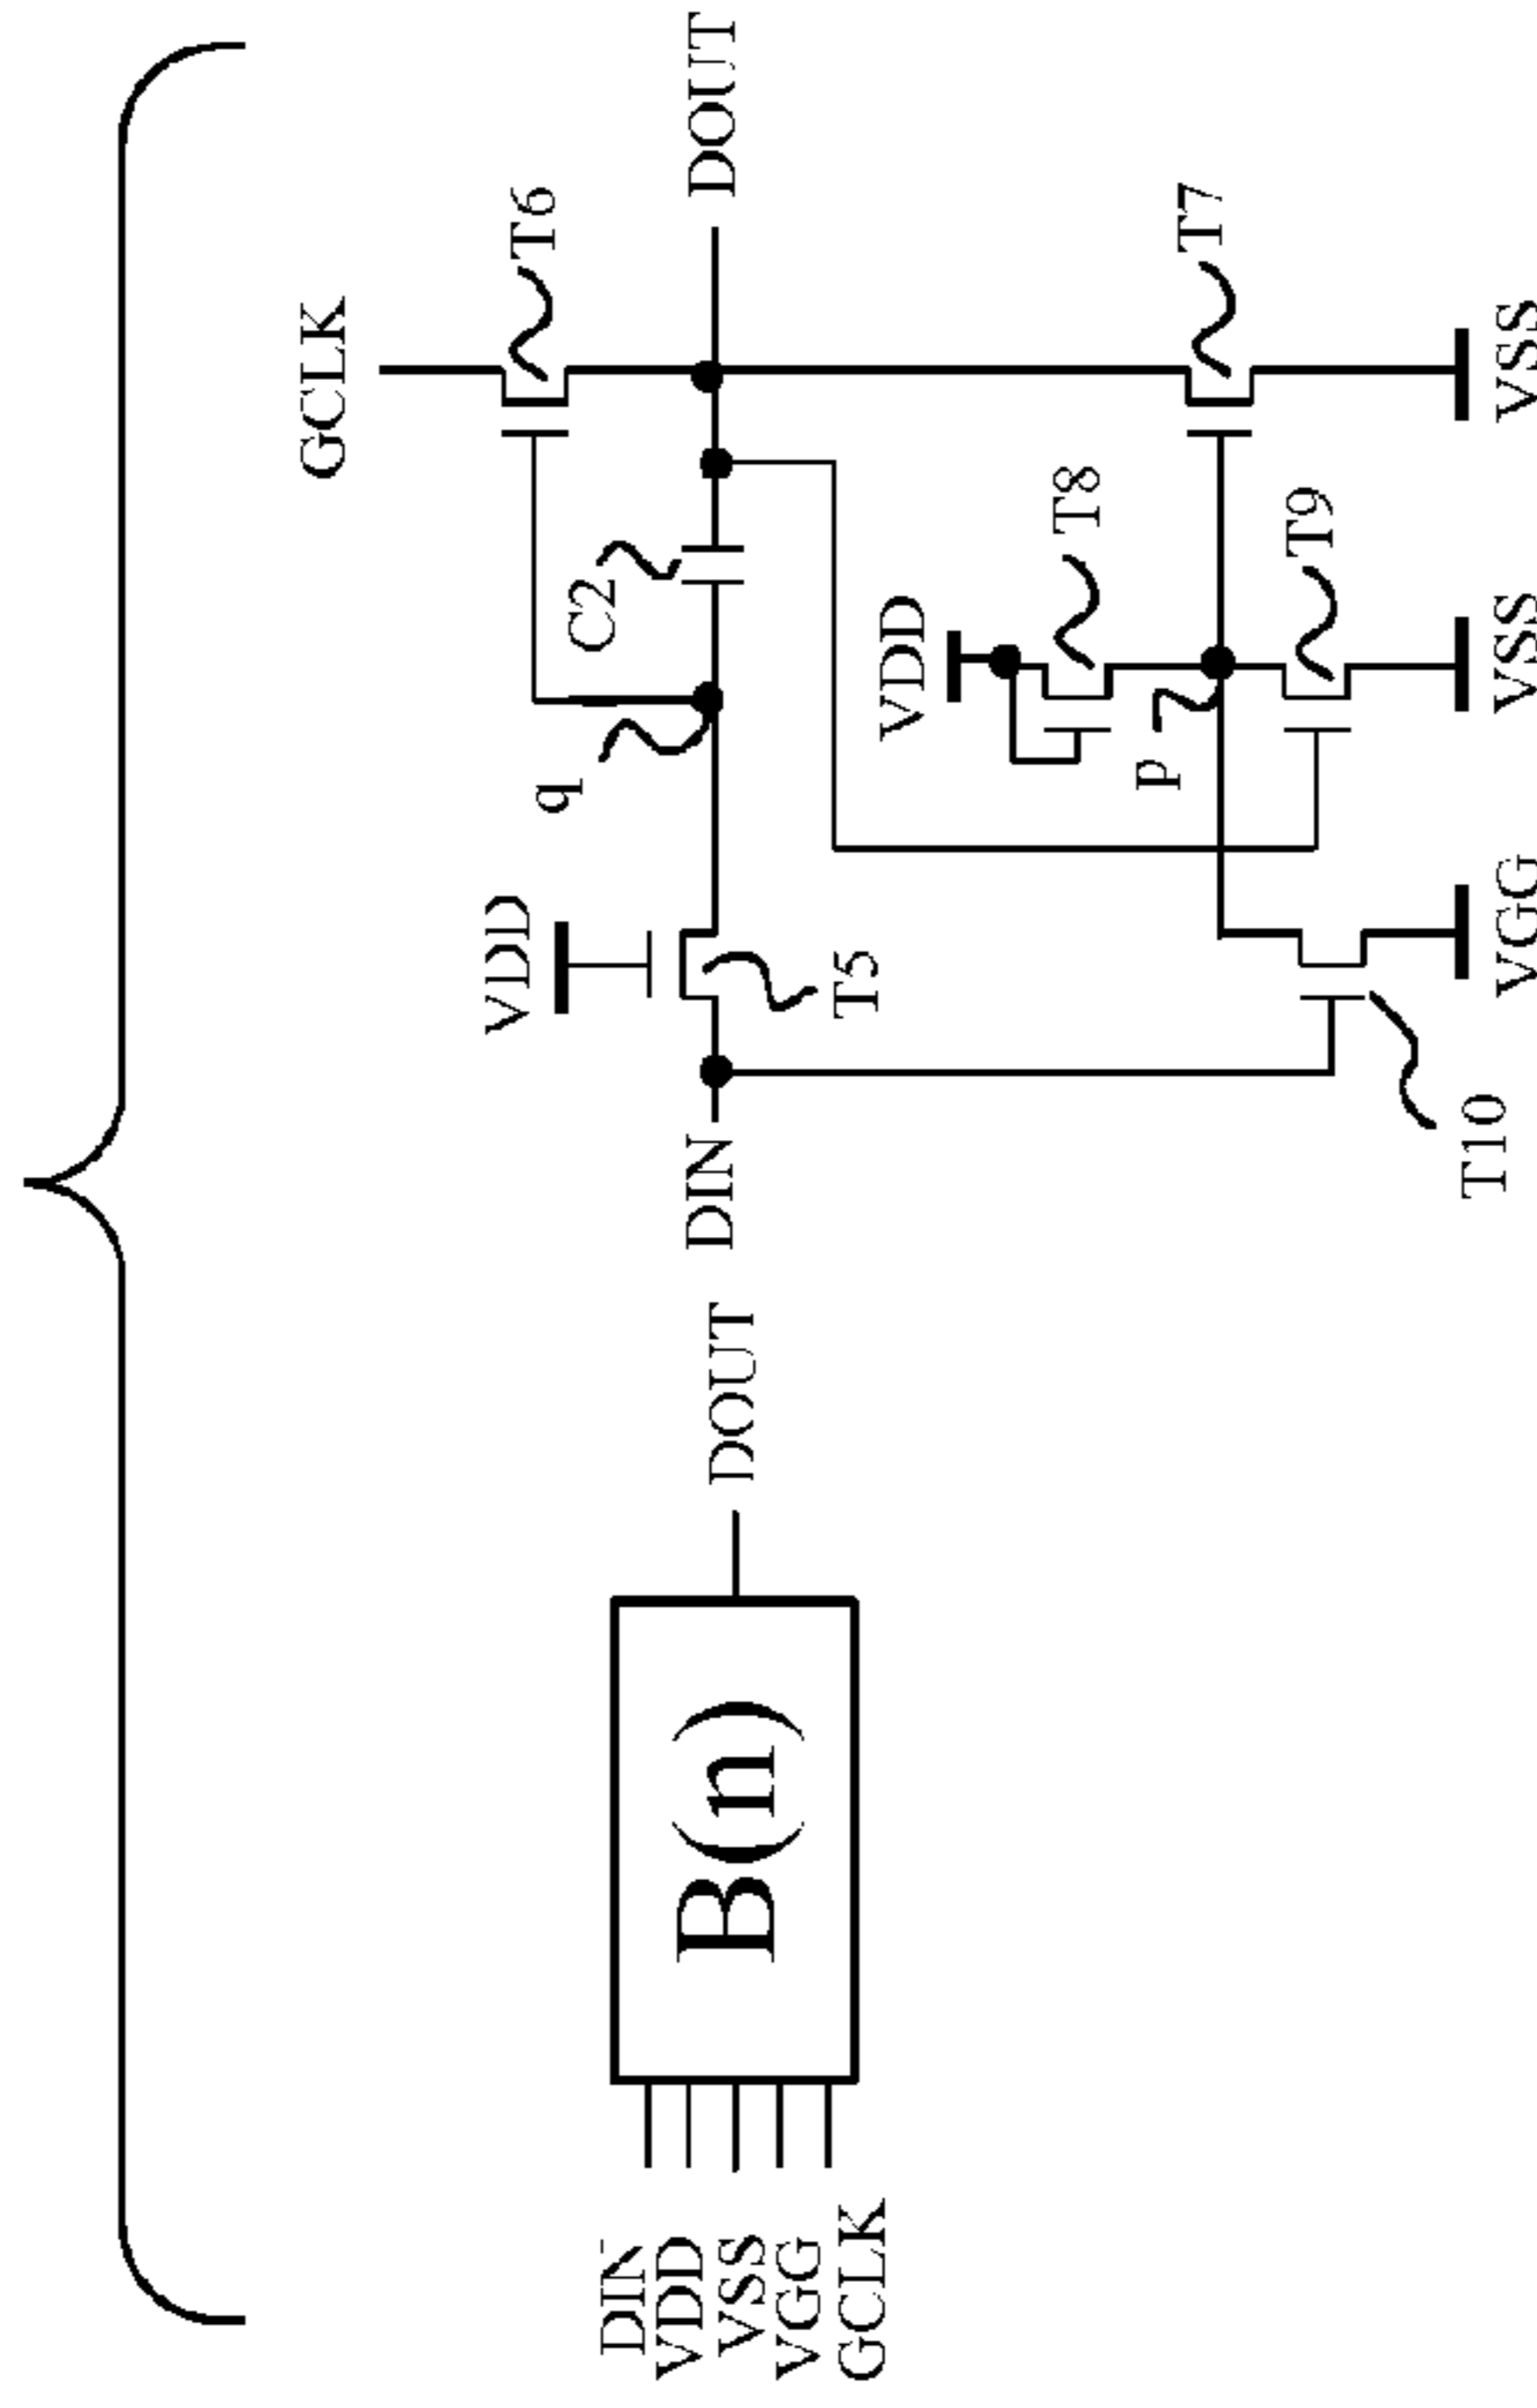 DIN
VDD
VSS
VGG
GCLK
B(n)
DOUT
DIN
VDD
T5
q
C2
GCLK
T6
DOUT
VDD
T8
p
T9
T7
T10
VGG
VSS
VSS